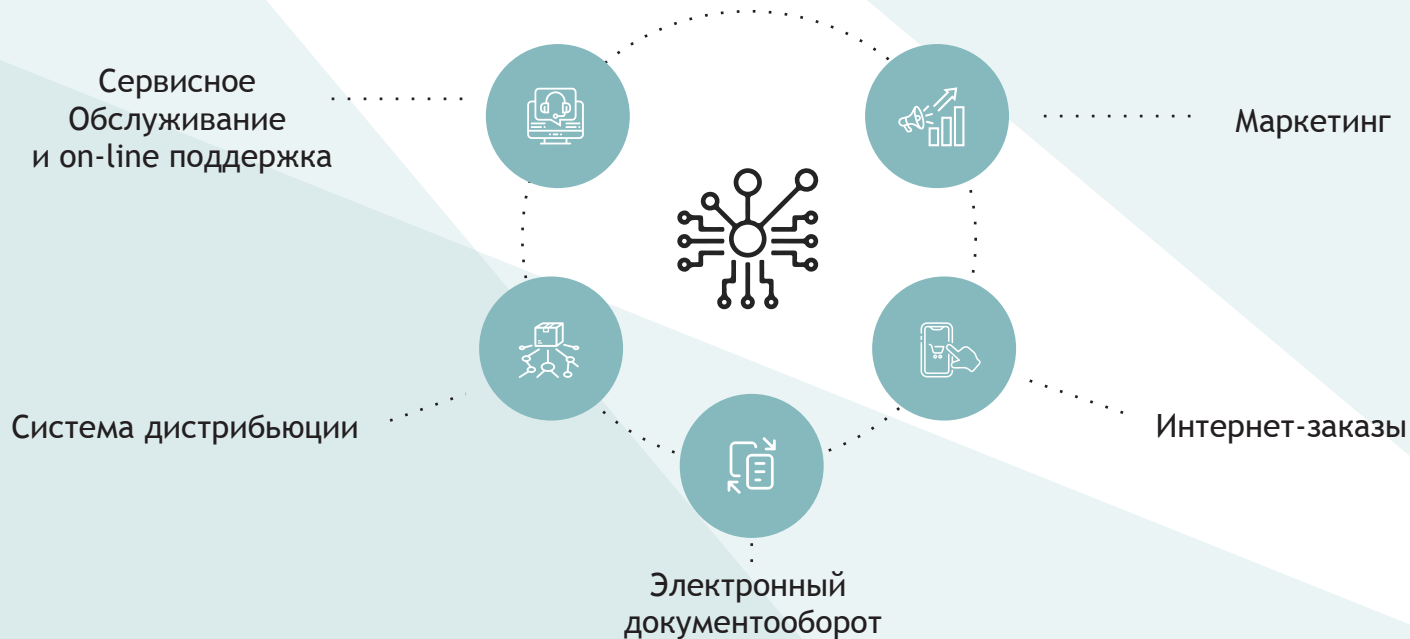 Сервисное
Обслуживание
и on-line поддержка
Маркетинг
Система дистрибьюции
Интернет-заказы
Электронный
документооборот